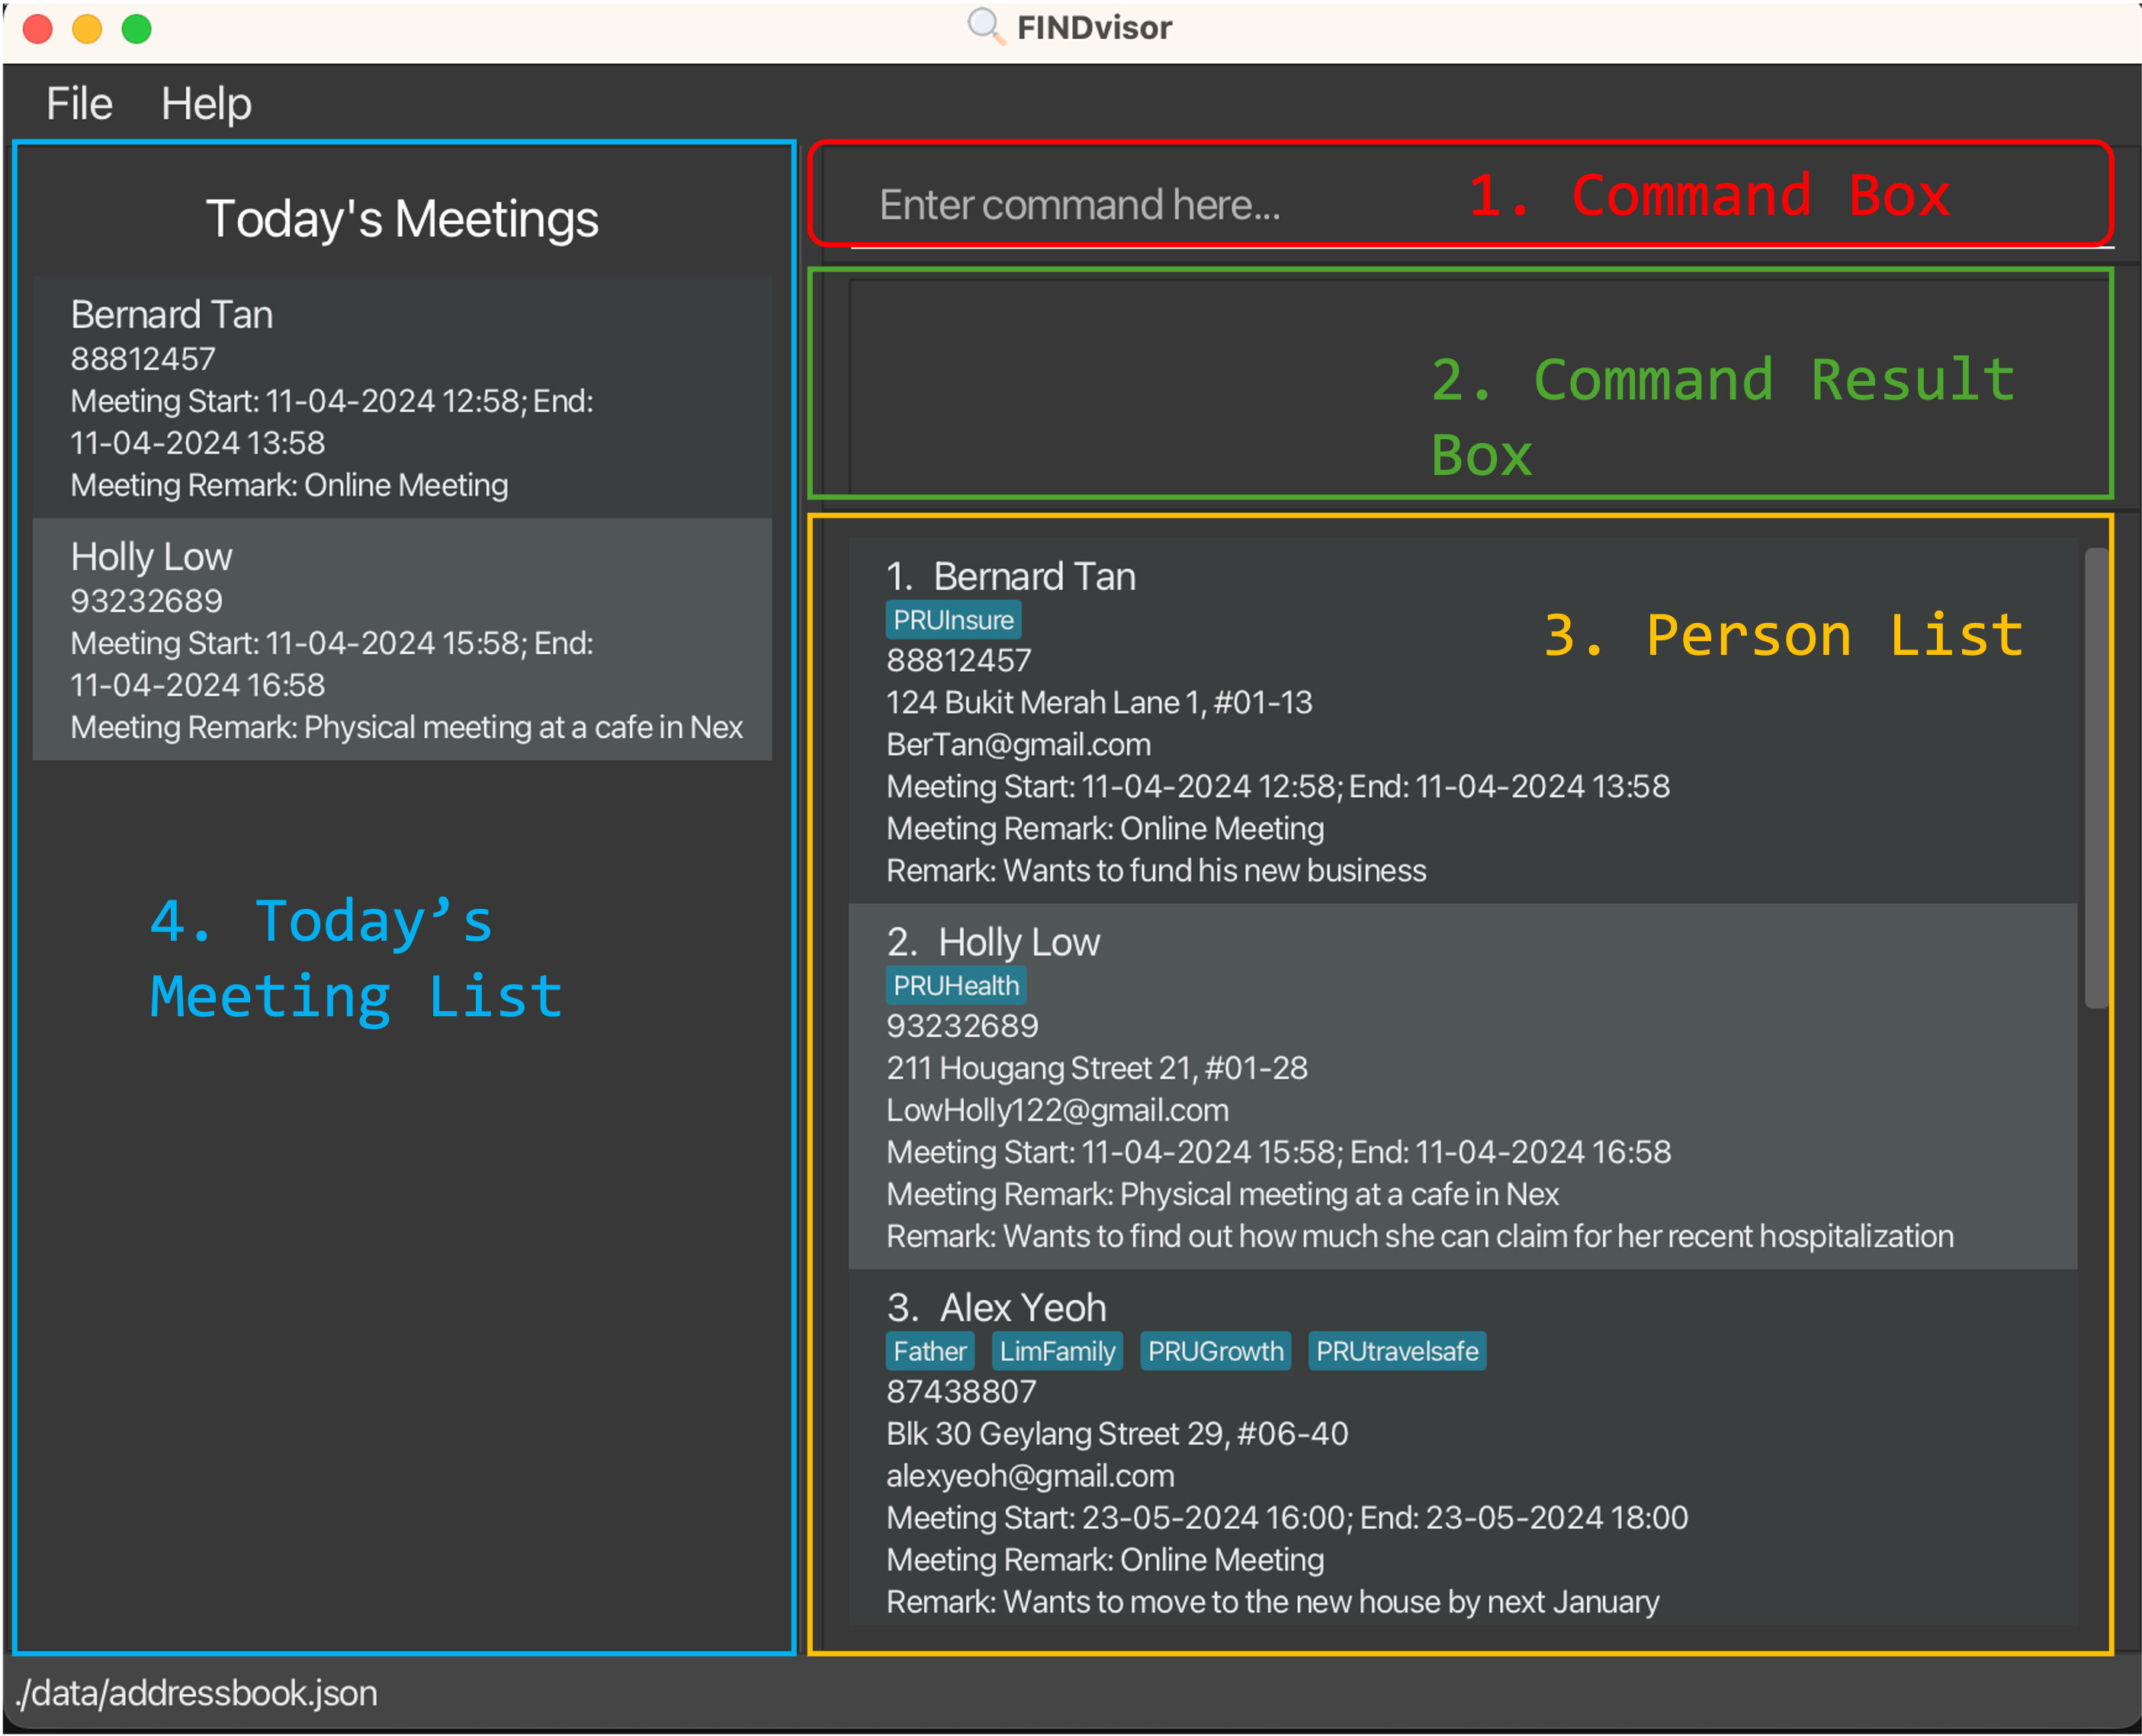 FINDvisor
File Help
Today's Meetings
Bernard Tan
88812457
Meeting Start: 11-04-2024 12:58; End:
11-04-2024 13:58
Meeting Remark: Online Meeting
Holly Low
93232689
Meeting Start: 11-04-2024 15:58; End:
11-04-2024 16:58
Meeting Remark: Physical meeting at a cafe in Nex
4. Today’s
Meeting List
Enter command here...
1. Command Box
2. Command Result
Box
3. Person List
1. Bernard Tan
PRUInsure
88812457
124 Bukit Merah Lane 1, #01-13
BerTan@gmail.com
Meeting Start: 11-04-2024 12:58; End: 11-04-2024 13:58
Meeting Remark: Online Meeting
Remark: Wants to fund his new business
2. Holly Low
PRUHealth
93232689
211 Hougang Street 21, #01-28
LowHolly122@gmail.com
Meeting Start: 11-04-2024 15:58; End: 11-04-2024 16:58
Meeting Remark: Physical meeting at a cafe in Nex
Remark: Wants to find out how much she can claim for her recent hospitalization
3. Alex Yeoh
Father LimFamily PRUGrowth PRUtravelsafe
87438807
Blk 30 Geylang Street 29, #06-40
alexyeoh@gmail.com
Meeting Start: 23-05-2024 16:00; End: 23-05-2024 18:00
Meeting Remark: Online Meeting
Remark: Wants to move to the new house by next January
./data/addressbook.json